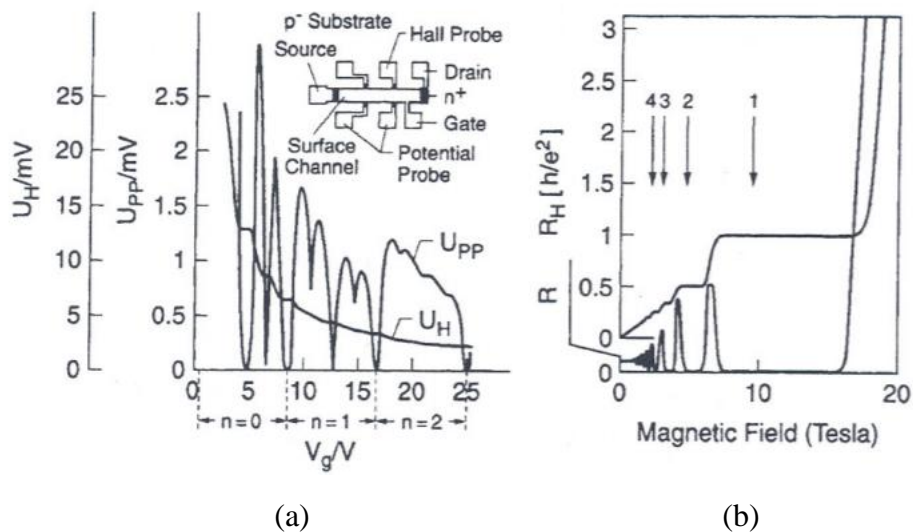 p⁻ Substrate
Source
Hall Probe
Drain
n⁺
Gate
Surface
Channel
Potential
Probe
U_H/mV
25
20
15
10
5
0
U_PP/mV
2.5
2
1.5
1
0.5
0
U_PP
U_H
0 5 10 15 20 25
n=0 n=1 n=2
V_g/V
(a)
R_H [h/e²]
3
2.5
2
1.5
1
0.5
0
R
0
4 3 2 1
0 10 20
Magnetic Field (Tesla)
(b)